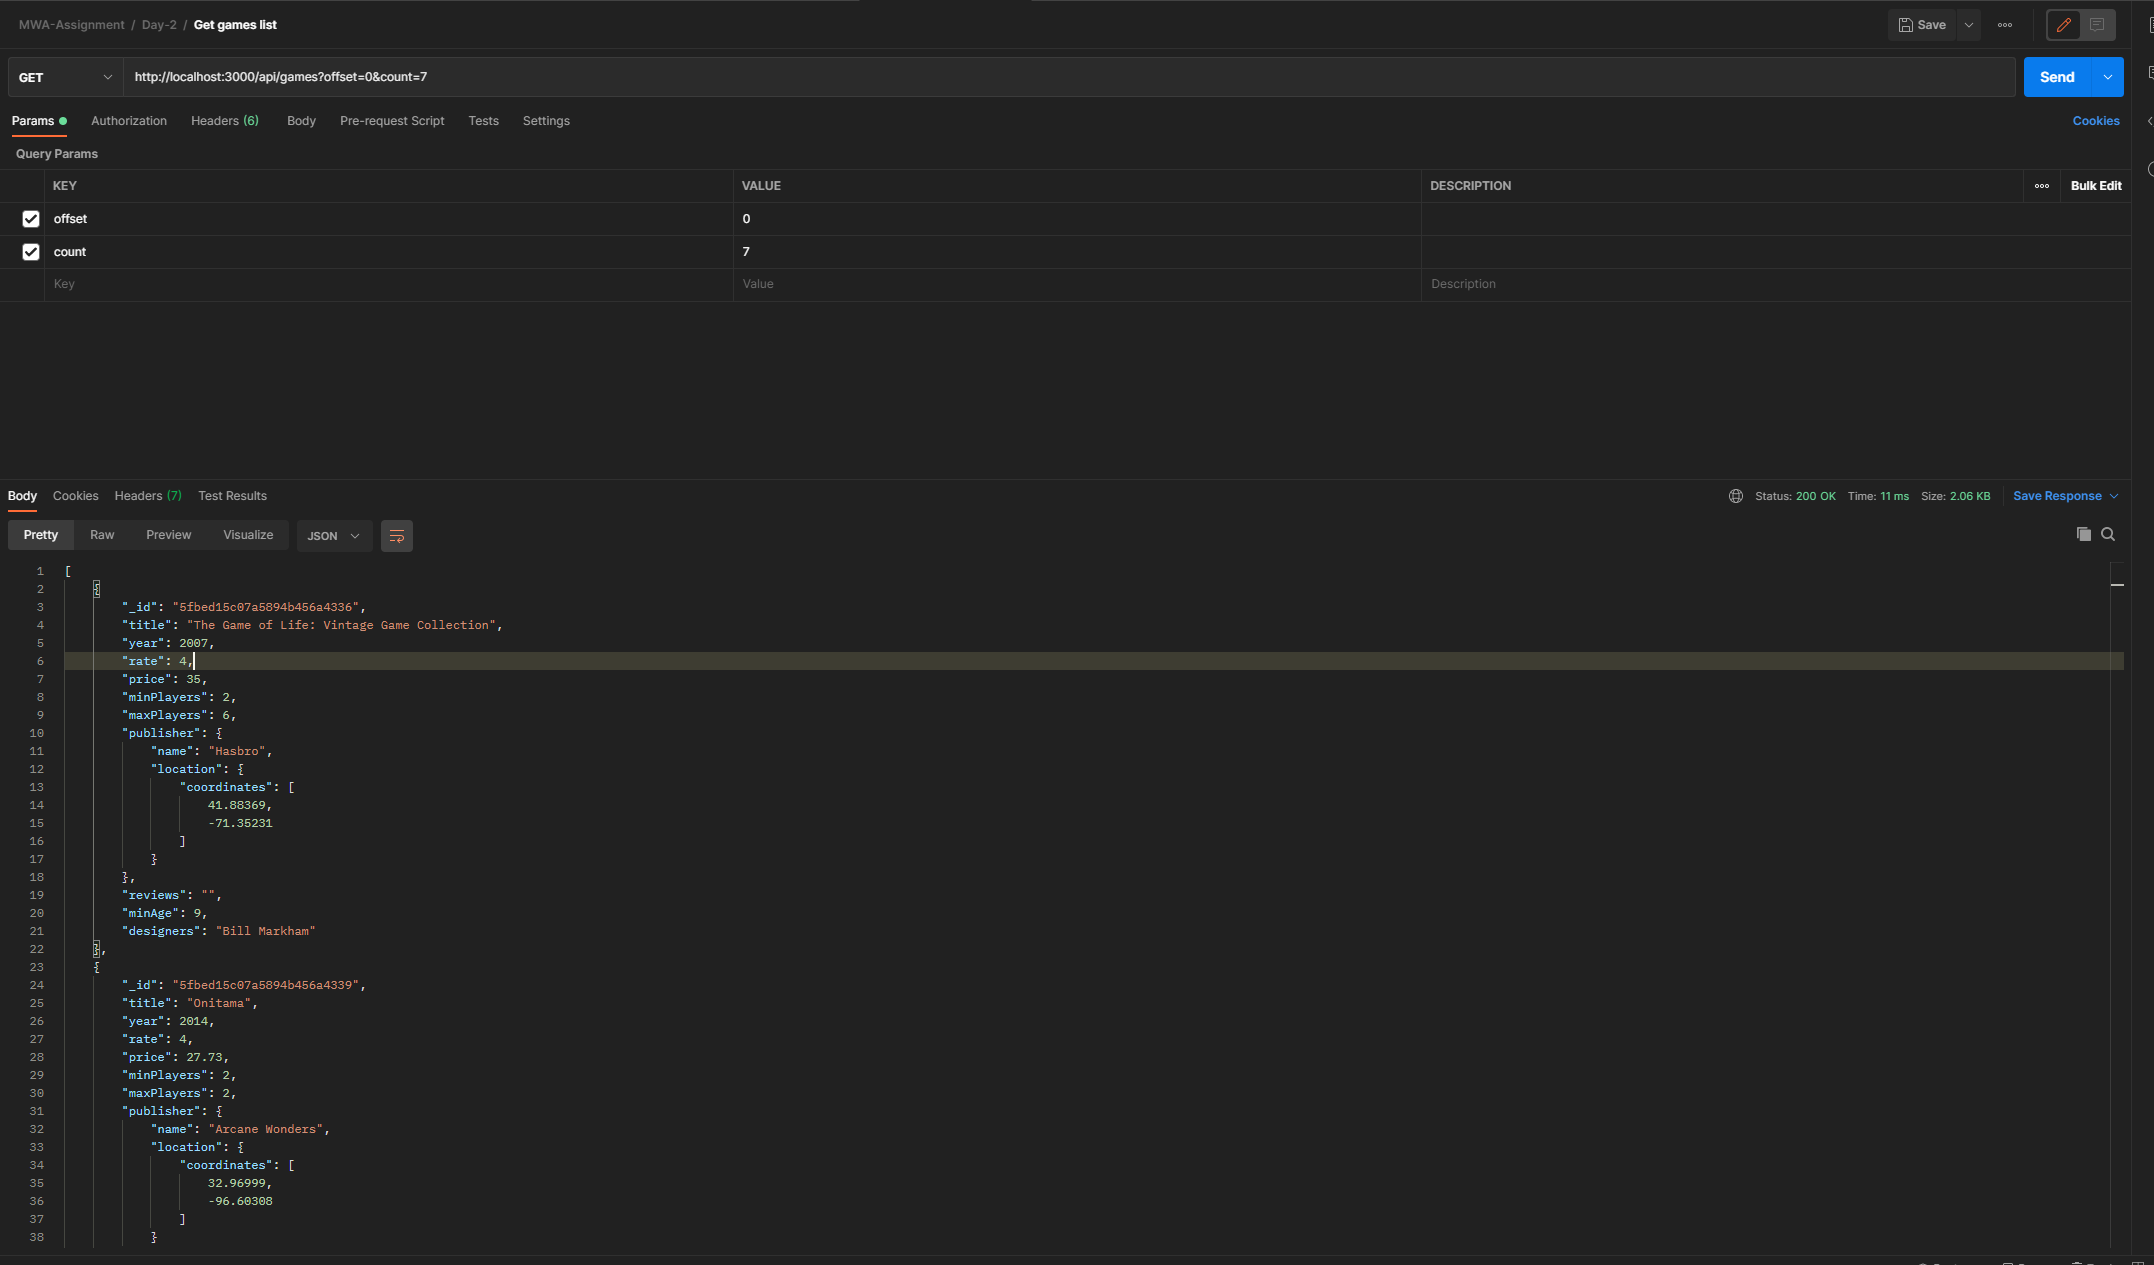 MWA-Assignment / Day-2 / Get games list
Save
GET http://localhost:3000/api/games?offset=0&count=7
Send
Params Authorization Headers (6) Body Pre-request Script Tests Settings Cookies
Query Params
KEY VALUE DESCRIPTION Bulk Edit
offset 0
count 7
Key Value Description
Body Cookies Headers (7) Test Results Status: 200 OK Time: 11 ms Size: 2.06 KB Save Response
Pretty Raw Preview Visualize JSON
1 [
2 {
3 "_id": "5fbed15c07a5894b456a4336",
4 "title": "The Game of Life: Vintage Game Collection",
5 "year": 2007,
6 "rate": 4,
7 "price": 35,
8 "minPlayers": 2,
9 "maxPlayers": 6,
10 "publisher": {
11 "name": "Hasbro",
12 "location": {
13 "coordinates": [
14 41.88369,
15 -71.35231
16 ]
17 }
18 },
19 "reviews": "",
20 "minAge": 9,
21 "designers": "Bill Markham"
22 },
23 {
24 "_id": "5fbed15c07a5894b456a4339",
25 "title": "Onitama",
26 "year": 2014,
27 "rate": 4,
28 "price": 27.73,
29 "minPlayers": 2,
30 "maxPlayers": 2,
31 "publisher": {
32 "name": "Arcane Wonders",
33 "location": {
34 "coordinates": [
35 32.96999,
36 -96.60308
37 ]
38 }